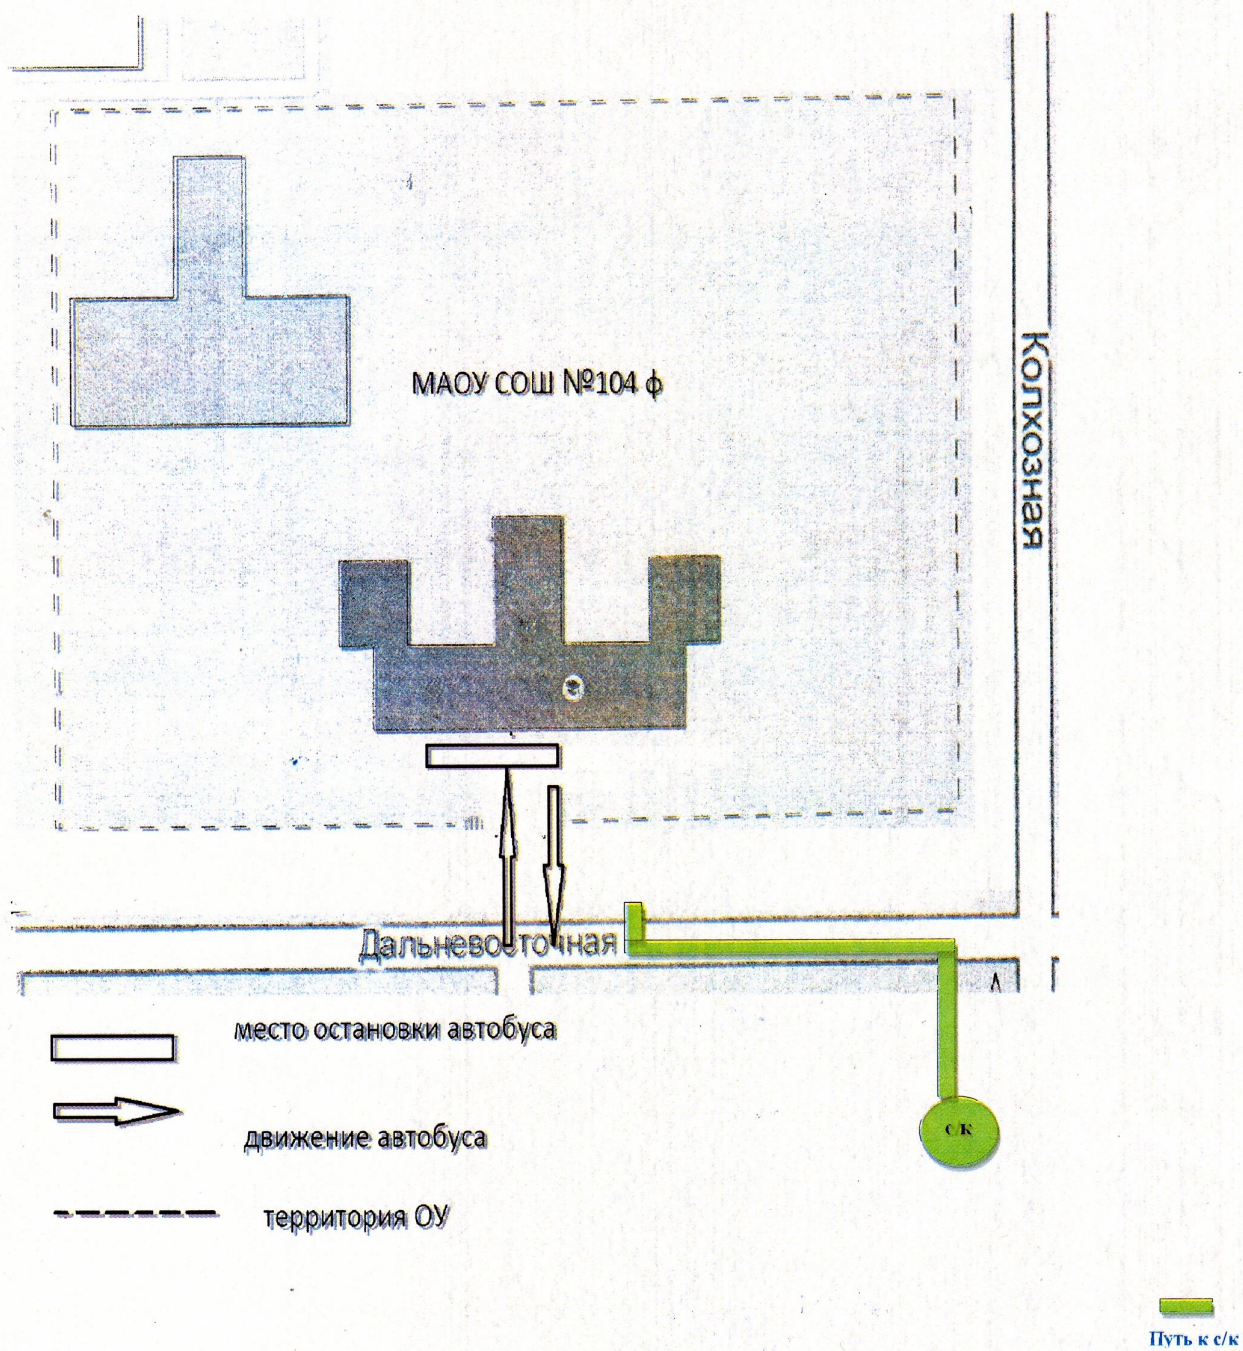 МАОУ СОШ №104 ф
Колхозная
Дальневосточная
место остановки автобуса
движение автобуса
с/к
территория ОУ
Путь к с/к